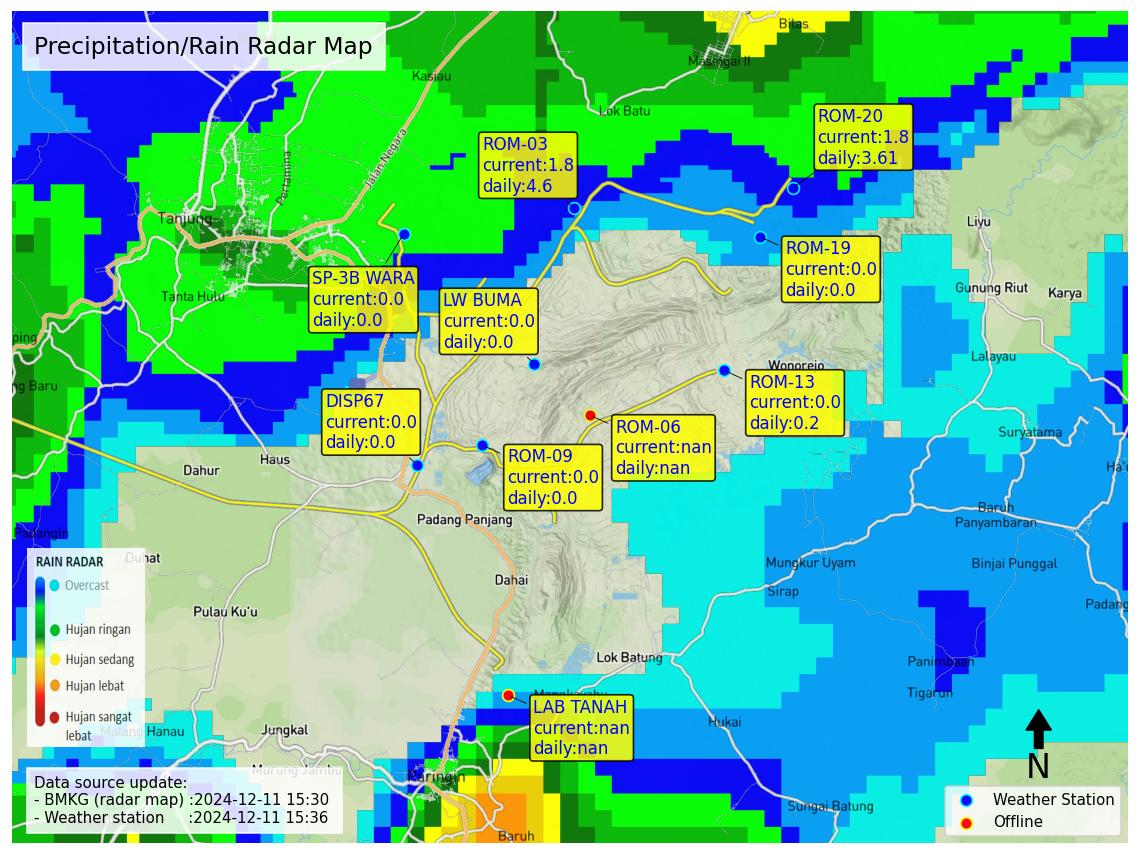 Precipitation/Rain Radar Map
Bilas
Masingai II
Kasiau
Lok Batu
ROM-20
current:1.8
daily:3.61
ROM-03
current:1.8
daily:4.6
Jalan Negara
Pertamina
Tanjung
Liyu
ROM-19
current:0.0
daily:0.0
SP-3B WARA
current:0.0
daily:0.0
Tanta Hulu
LW BUMA
current:0.0
daily:0.0
Gunung Riut
Karya
ping
Lalayau
Wonorejo
ng Baru
ROM-13
current:0.0
daily:0.2
DISP67
current:0.0
daily:0.0
ROM-06
current:nan
daily:nan
Suryatama
ROM-09
current:0.0
daily:0.0
Haus
Dahur
Padang Panjang
Baruh
Panyambaran
Padangin
Duhat
Mungkur Uyam
Binjai Punggal
RAIN RADAR
Overcast
Hujan ringan
Hujan sedang
Hujan lebat
Hujan sangat
lebat
Dahai
Sirap
Padang
Pulau Ku'u
Lok Batung
Panimbaan
Tigarun
LAB TANAH
current:nan
daily:nan
Hukai
Matang Hanau
Jungkal
Murung Jambu
Paringin
Sungai Batung
Baruh
Data source update:
- BMKG (radar map) :2024-12-11 15:30
- Weather station :2024-12-11 15:36
N
Weather Station
Offline